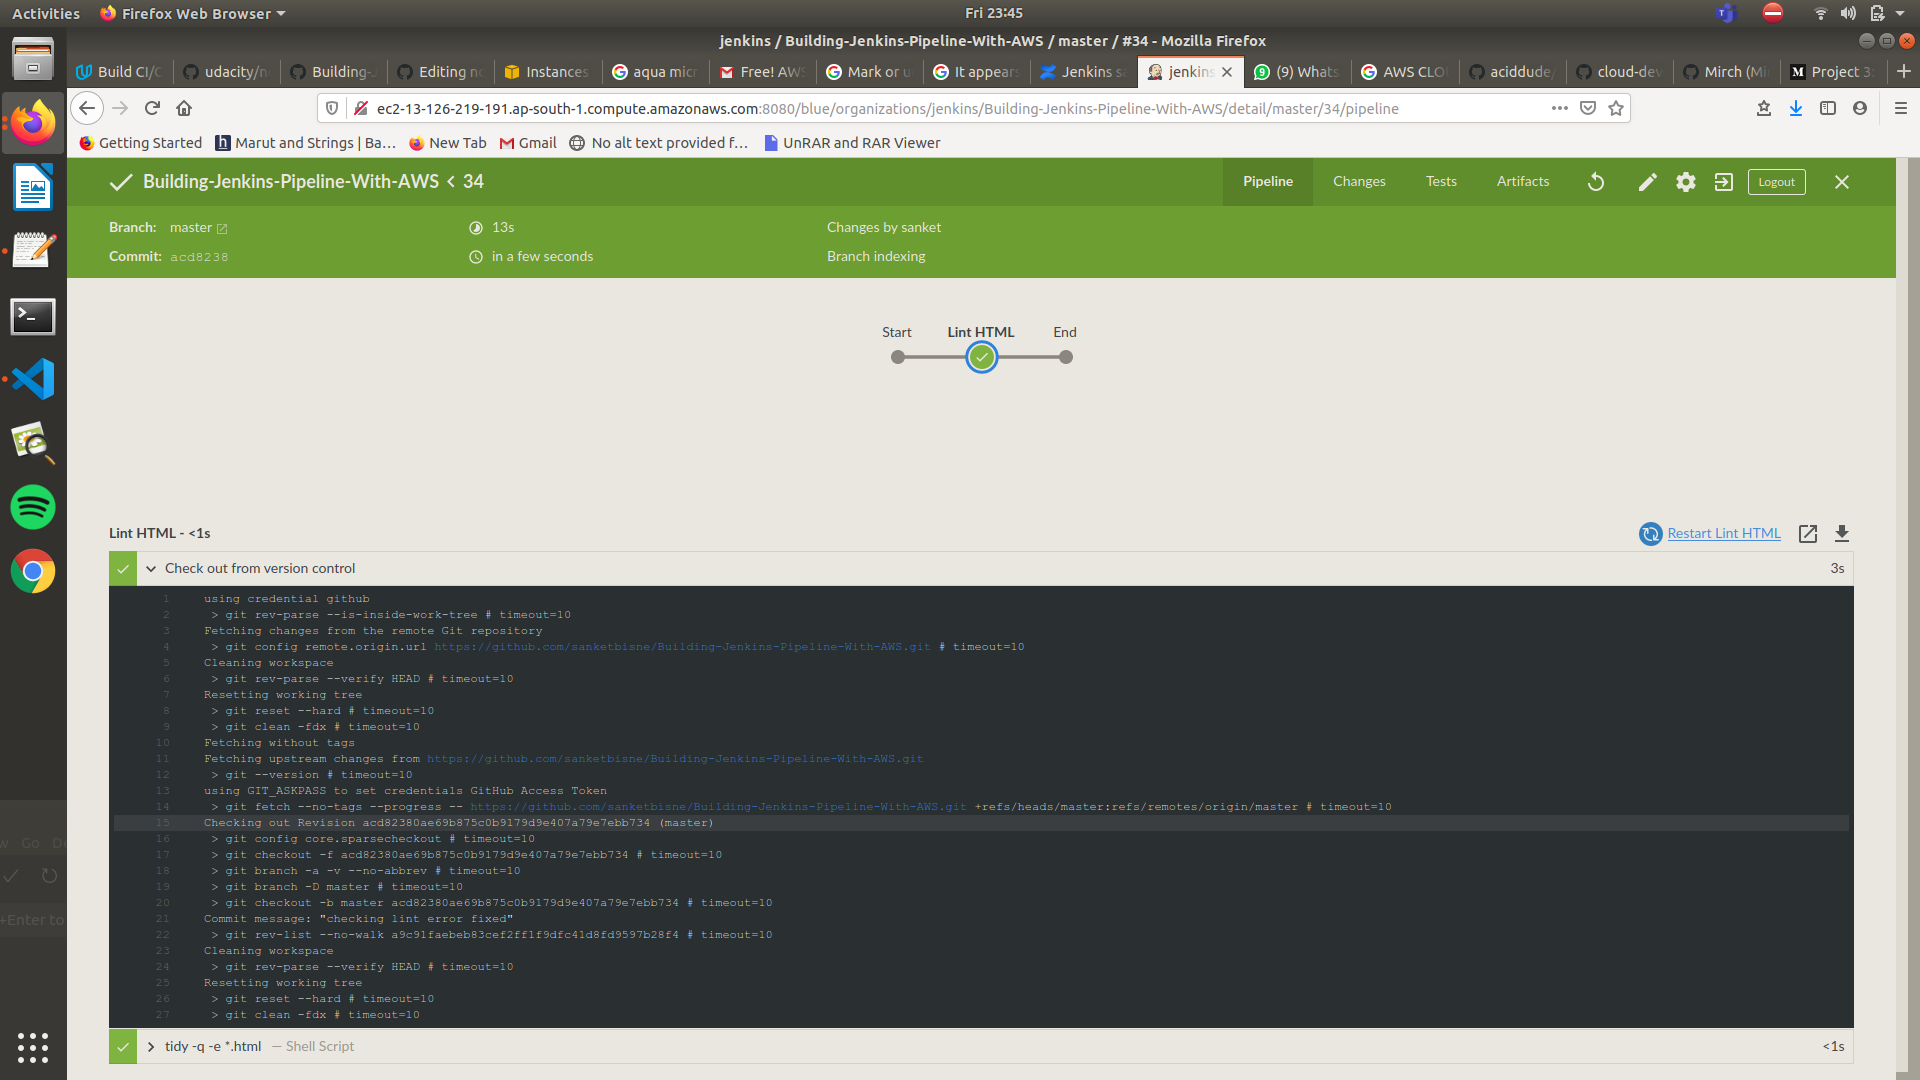 Activities Firefox Web Browser Fri 23:45
jenkins / Building-Jenkins-Pipeline-With-AWS / master / #34 - Mozilla Firefox
Build CI/C udacity/n Building-J Editing no Instances aqua micr Free! AWS Mark or u It appears Jenkins sa jenkins (9) Whats AWS CLO aciddude/ cloud-dev Mirch (Mi Project 3:
ec2-13-126-219-191.ap-south-1.compute.amazonaws.com:8080/blue/organizations/jenkins/Building-Jenkins-Pipeline-With-AWS/detail/master/34/pipeline
Getting Started Marut and Strings | Ba… New Tab Gmail No alt text provided f… UnRAR and RAR Viewer
Building-Jenkins-Pipeline-With-AWS < 34 Pipeline Changes Tests Artifacts Logout
Branch: master 13s Changes by sanket
Commit: acd8238 in a few seconds Branch indexing
Start Lint HTML End
Lint HTML - <1s Restart Lint HTML
Check out from version control 3s
1 using credential github
2 > git rev-parse --is-inside-work-tree # timeout=10
3 Fetching changes from the remote Git repository
4 > git config remote.origin.url https://github.com/sanketbisne/Building-Jenkins-Pipeline-With-AWS.git # timeout=10
5 Cleaning workspace
6 > git rev-parse --verify HEAD # timeout=10
7 Resetting working tree
8 > git reset --hard # timeout=10
9 > git clean -fdx # timeout=10
10 Fetching without tags
11 Fetching upstream changes from https://github.com/sanketbisne/Building-Jenkins-Pipeline-With-AWS.git
12 > git --version # timeout=10
13 using GIT_ASKPASS to set credentials GitHub Access Token
14 > git fetch --no-tags --progress -- https://github.com/sanketbisne/Building-Jenkins-Pipeline-With-AWS.git +refs/heads/master:refs/remotes/origin/master # timeout=10
15 Checking out Revision acd82380ae69b875c0b9179d9e407a79e7ebb734 (master)
16 > git config core.sparsecheckout # timeout=10
17 > git checkout -f acd82380ae69b875c0b9179d9e407a79e7ebb734 # timeout=10
18 > git branch -a -v --no-abbrev # timeout=10
19 > git branch -D master # timeout=10
20 > git checkout -b master acd82380ae69b875c0b9179d9e407a79e7ebb734 # timeout=10
21 Commit message: "checking lint error fixed"
22 > git rev-list --no-walk a9c91faebeb83cef2ff1f9dfc41d8fd9597b28f4 # timeout=10
23 Cleaning workspace
24 > git rev-parse --verify HEAD # timeout=10
25 Resetting working tree
26 > git reset --hard # timeout=10
27 > git clean -fdx # timeout=10
tidy -q -e *.html — Shell Script <1s
w Go De
+Enter to